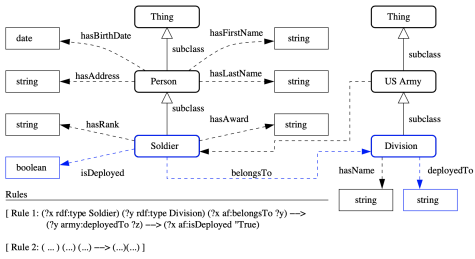 Thing
Thing
date
hasBirthDate
hasFirstName
string
subclass
subclass
string
hasAddress
Person
hasLastName
string
US Army
string
hasRank
subclass
hasAward
string
subclass
Soldier
Division
boolean
isDeployed
belongsTo
hasName
deployedTo
Rules
string
string
[ Rule 1: (?x rdf:type Soldier) (?y rdf:type Division) (?x af:belongsTo ?y) −−>
(?y army:deployedTo ?z) −−> (?x af:isDeployed "True)
[ Rule 2: ( ... ) (...) (...) −−> (...)(...) ]